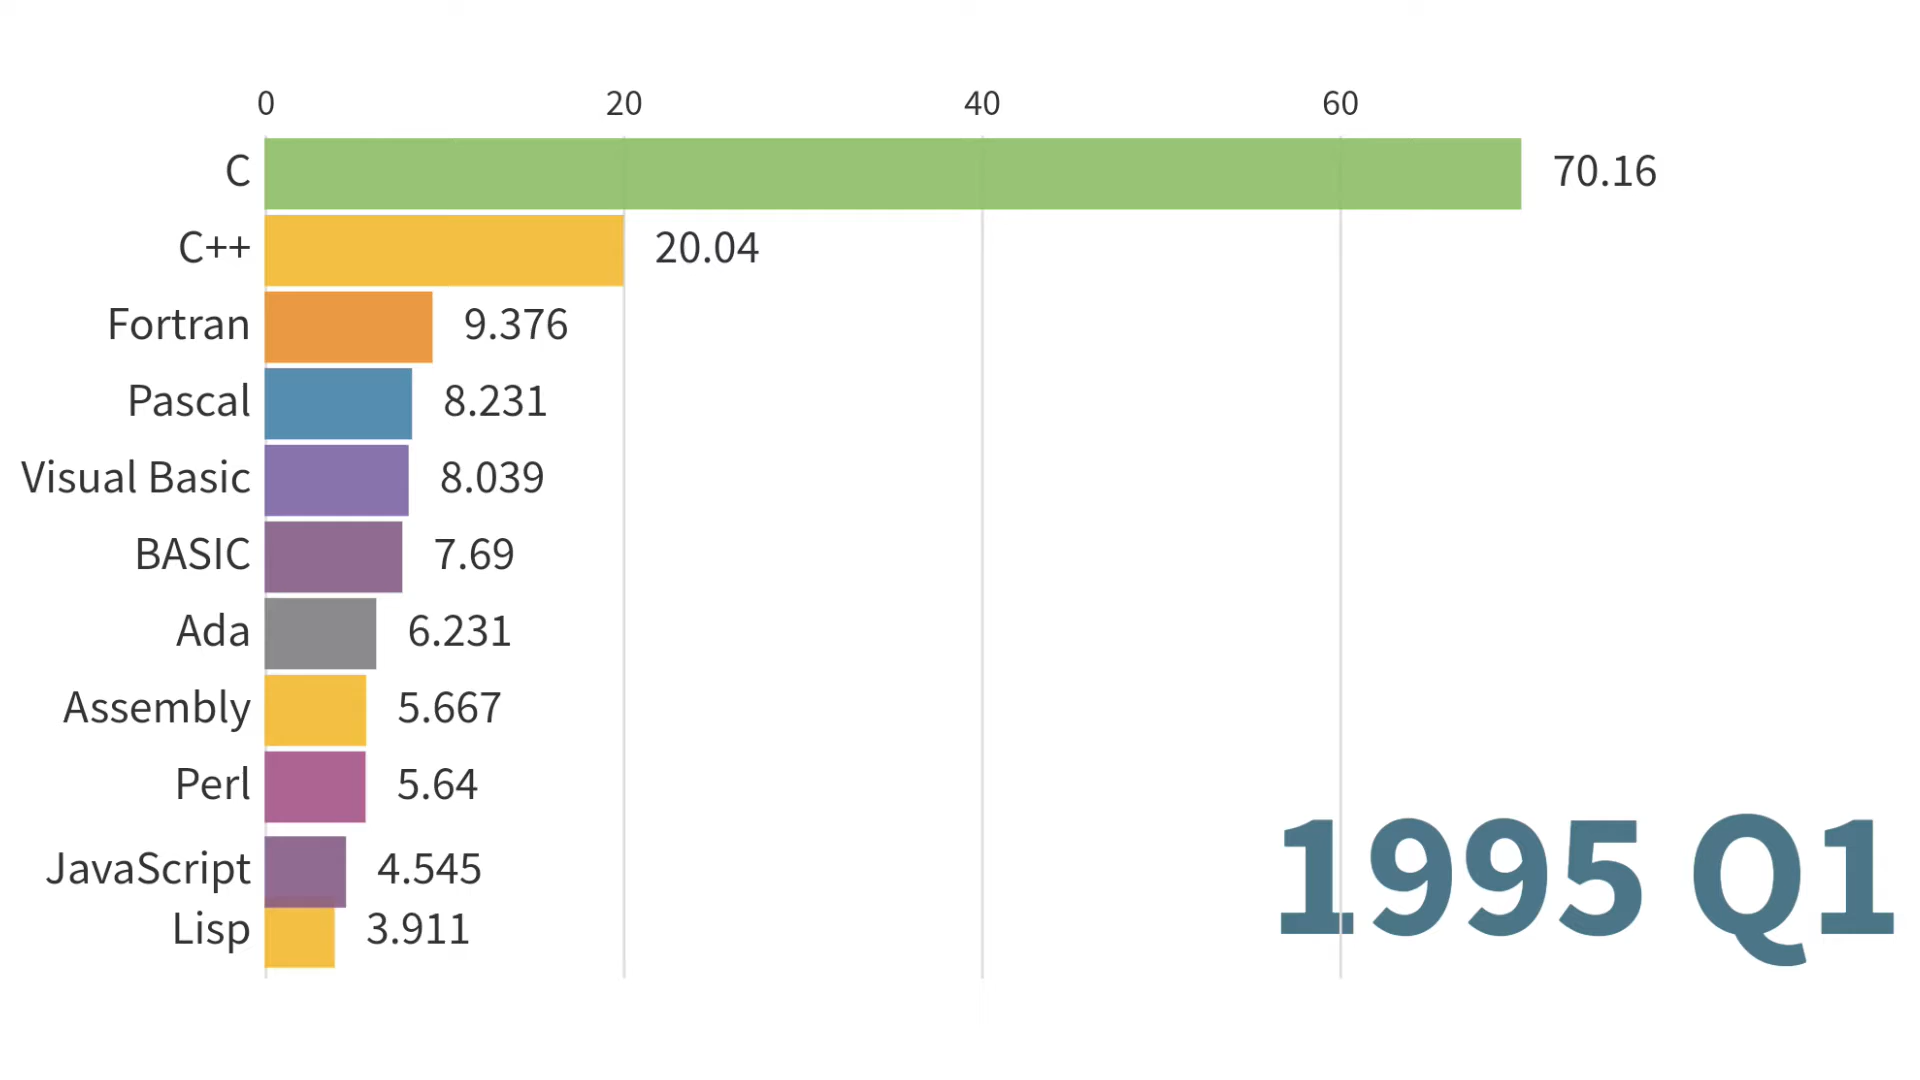 0 20 40 60
C 70.16
C++ 20.04
Fortran 9.376
Pascal 8.231
Visual Basic 8.039
BASIC 7.69
Ada 6.231
Assembly 5.667
Perl 5.64
JavaScript 4.545
Lisp 3.911
1995 Q1